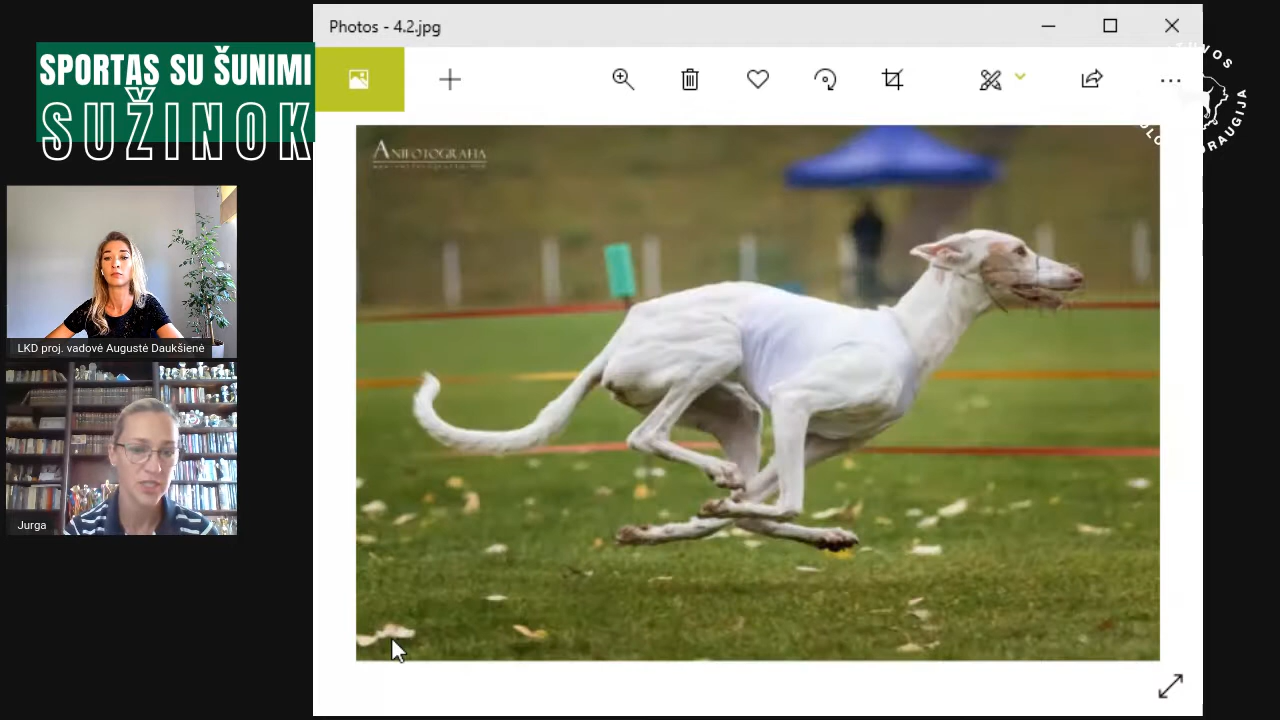 Photos - 4.2.jpg
SPORTAS SU ŠUNIMI
SUŽINOK
ANIFOTOGRAFIA
LKD proj. vadovė Augustė Daukšienė
Jurga